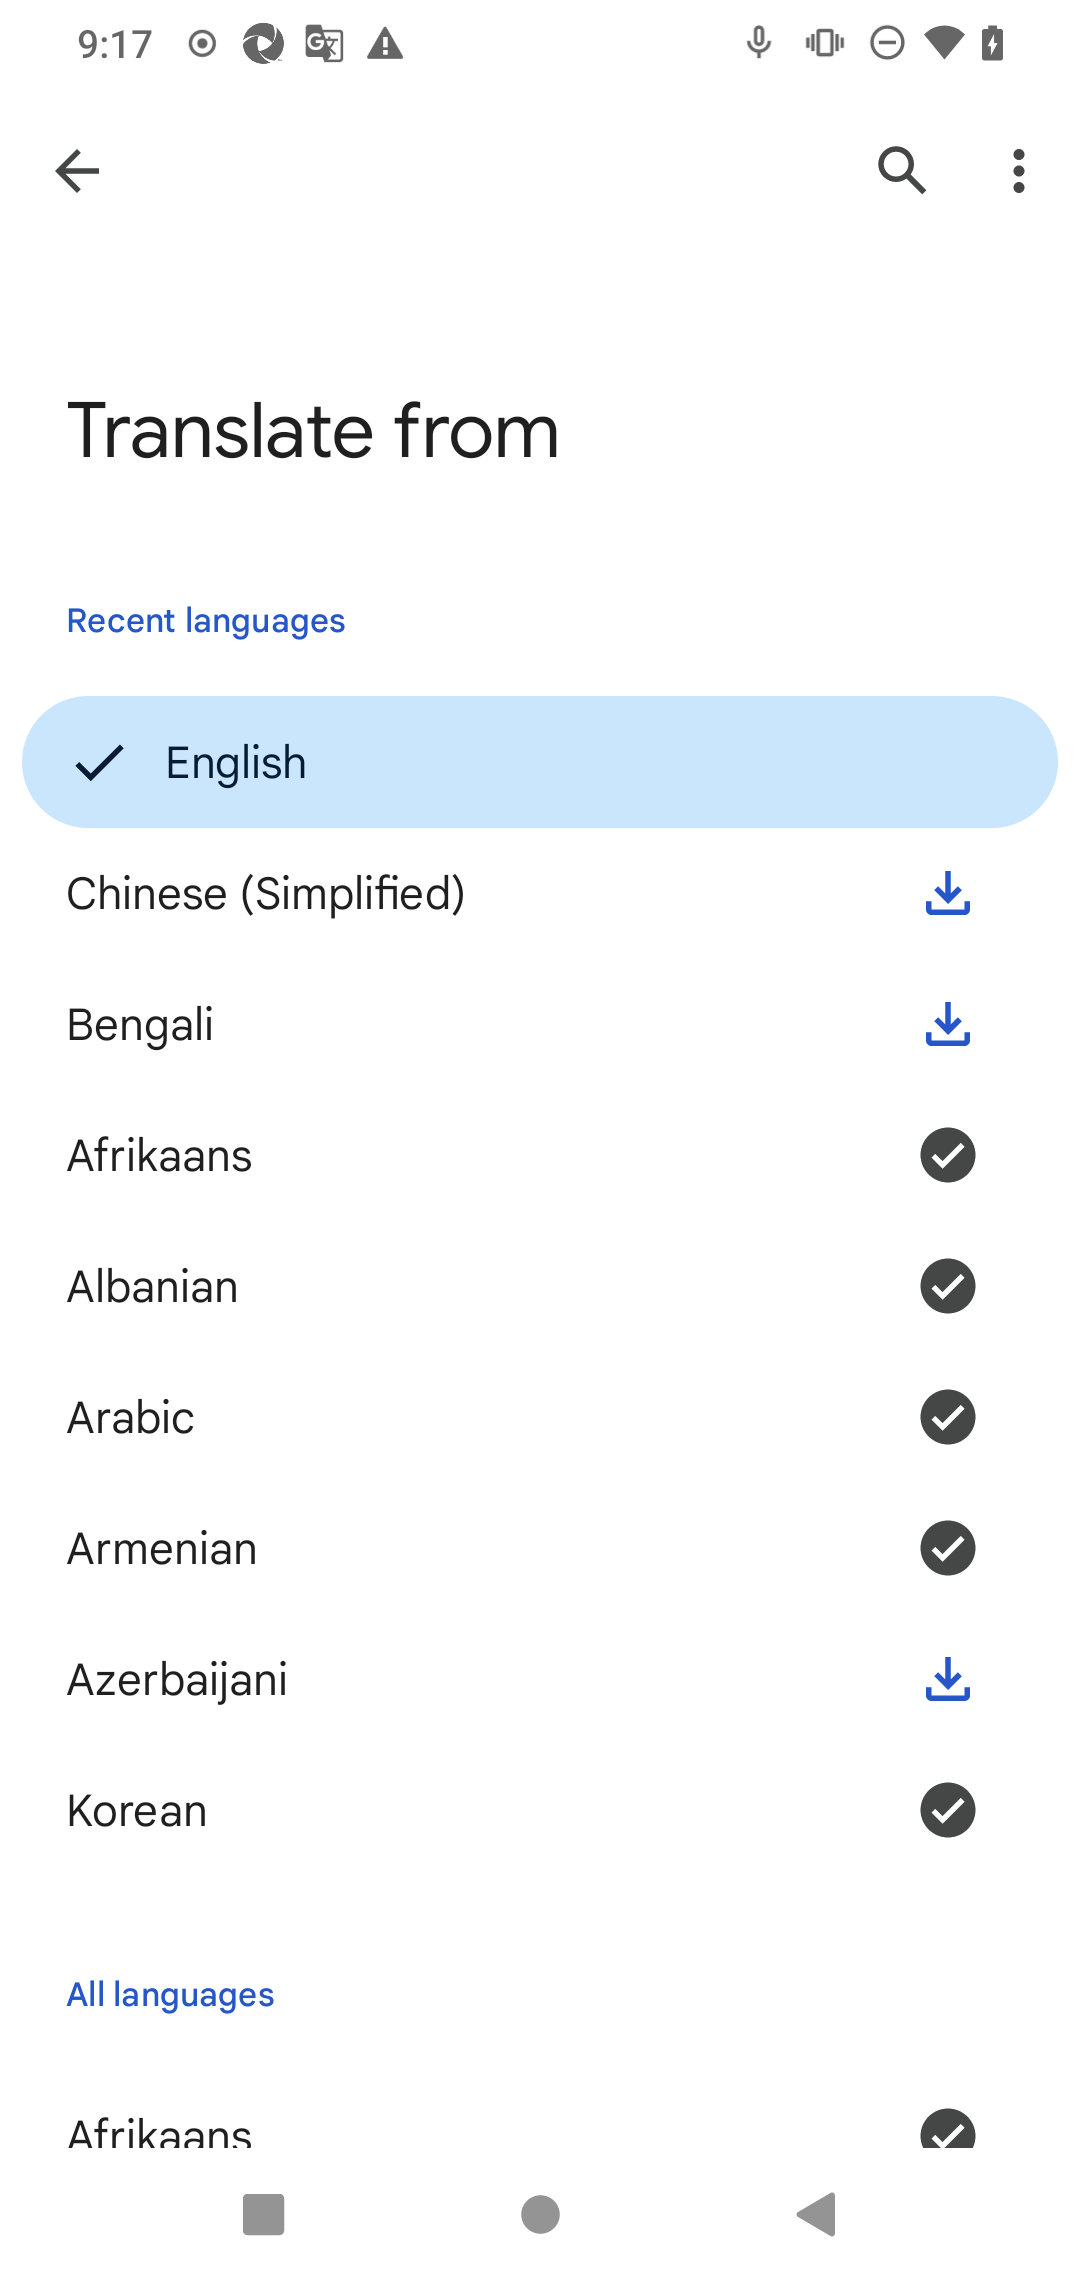 9:17
Translate from
Recent languages
English
Chinese (Simplified)
Bengali
Afrikaans
Albanian
Arabic
Armenian
Azerbaijani
Korean
All languages
Afrikaans